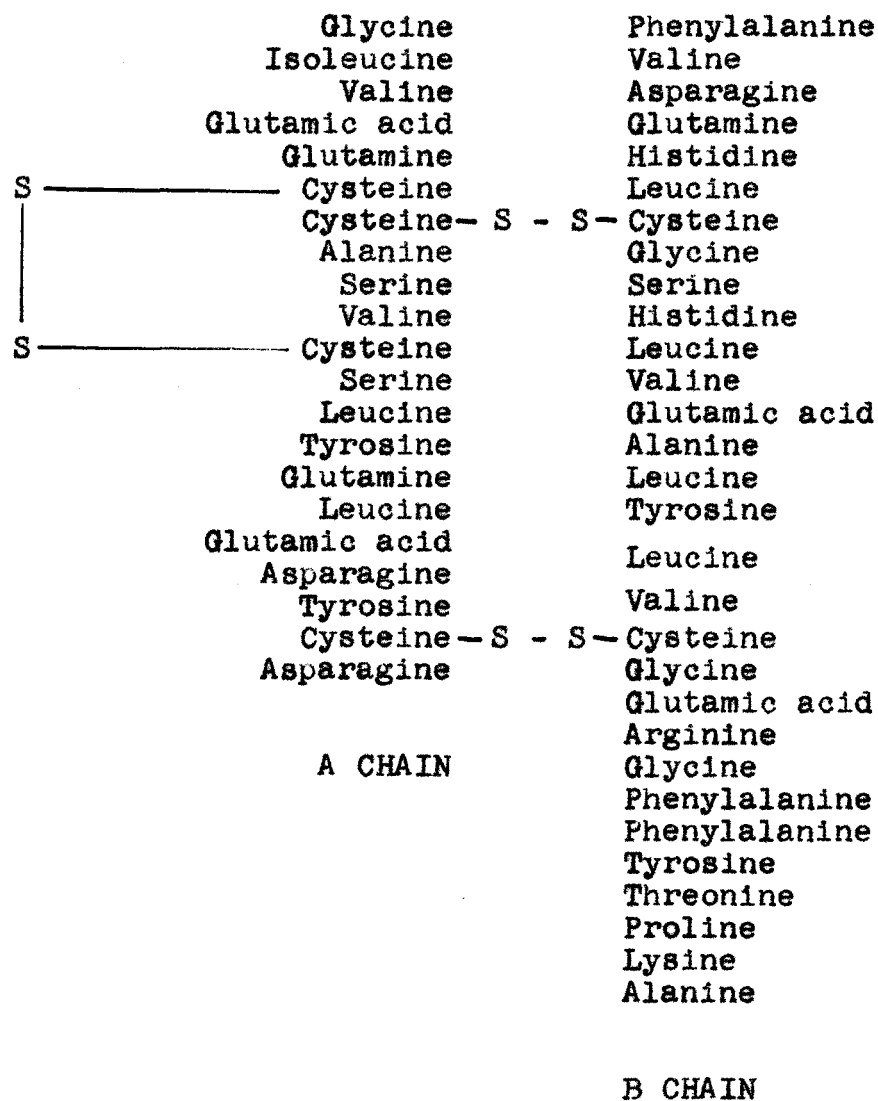 Glycine Phenylalanine
Isoleucine Valine
Valine Asparagine
Glutamic acid Glutamine
Glutamine Histidine
S Cysteine Leucine
Cysteine - S - S - Cysteine
Alanine Glycine
Serine Serine
Valine Histidine
S Cysteine Leucine
Serine Valine
Leucine Glutamic acid
Tyrosine Alanine
Glutamine Leucine
Leucine Tyrosine
Glutamic acid
Leucine
Asparagine
Tyrosine Valine
Cysteine - S - S - Cysteine
Asparagine Glycine
Glutamic acid
Arginine
A CHAIN Glycine
Phenylalanine
Phenylalanine
Tyrosine
Threonine
Proline
Lysine
Alanine
B CHAIN